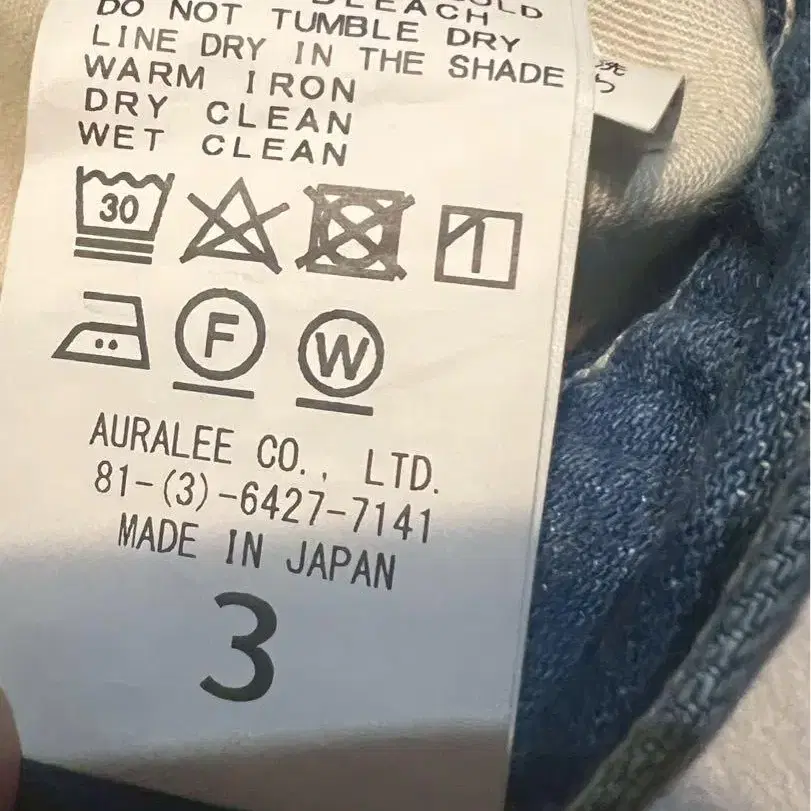 BLEACH
DO NOT TUMBLE DRY
LINE DRY IN THE SHADE
WARM IRON
DRY CLEAN
WET CLEAN
30
F W
AURALEE CO., LTD.
81-(3)-6427-7141
MADE IN JAPAN
3